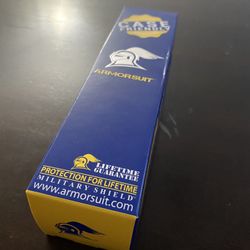 CASE
FRIENDLY
ARMORSUIT
LIFETIME
GUARANTEE
PROTECTION FOR LIFETIME
MILITARY SHIELD®
www.armorsuit.com